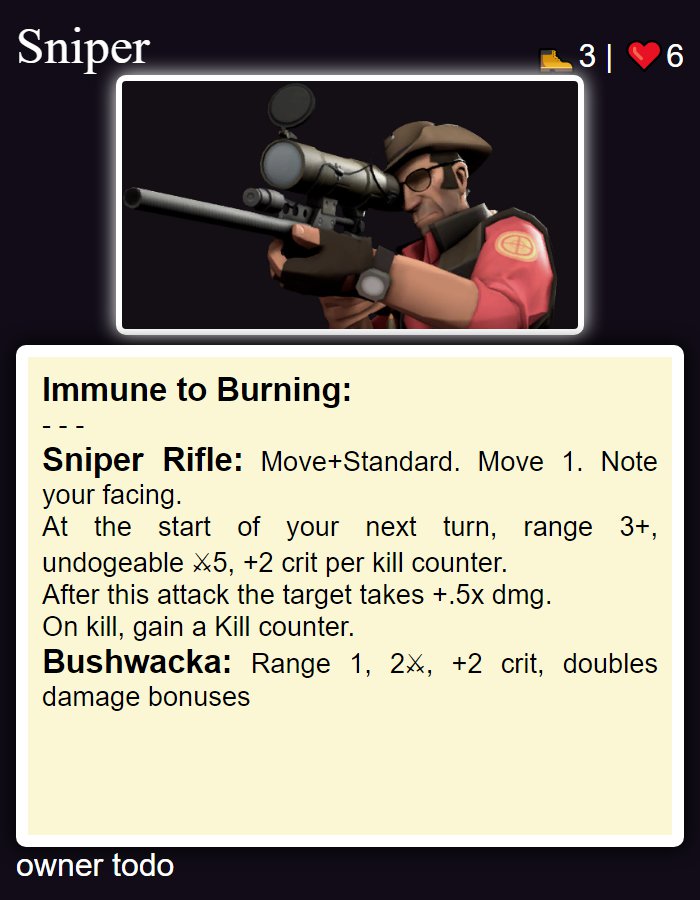 Sniper
3 | 6
Immune to Burning:
- - -
Sniper Rifle: Move+Standard. Move 1. Note
your facing.
At the start of your next turn, range 3+,
undogeable ⚔5, +2 crit per kill counter.
After this attack the target takes +.5x dmg.
On kill, gain a Kill counter.
Bushwacka: Range 1, 2⚔, +2 crit, doubles
damage bonuses
owner todo